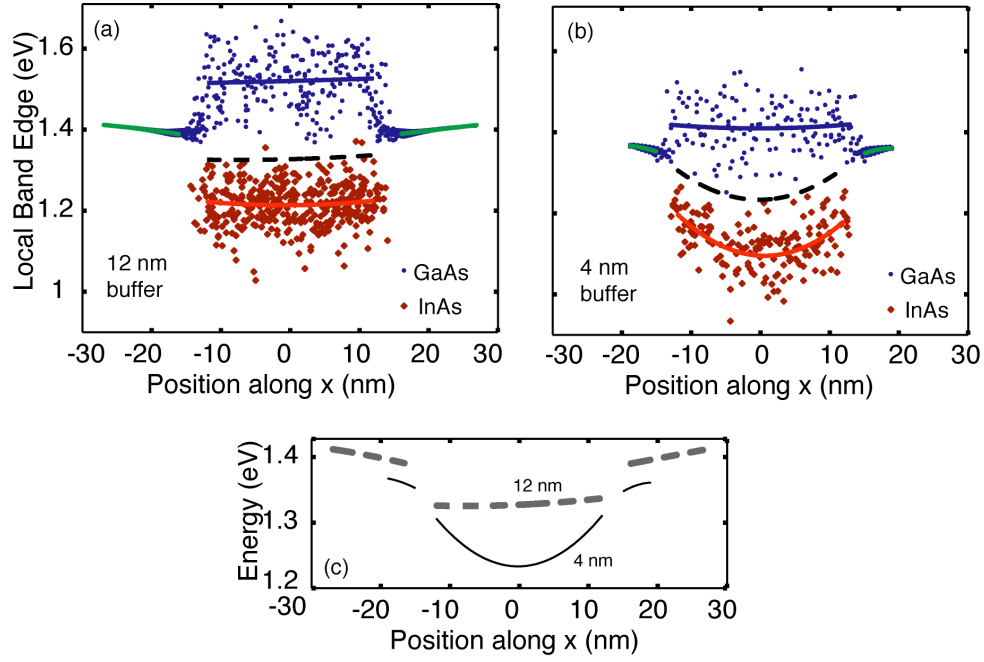 (a)
(b)
Local Band Edge (eV)
1.6
1.4
1.2
1
12 nm
buffer
GaAs
InAs
4 nm
buffer
GaAs
InAs
-30 -20 -10 0 10 20 30
-30 -20 -10 0 10 20 30
Position along x (nm)
Position along x (nm)
Energy (eV)
1.4
1.3
1.2
12 nm
4 nm
(c)
-30 -20 -10 0 10 20 30
Position along x (nm)